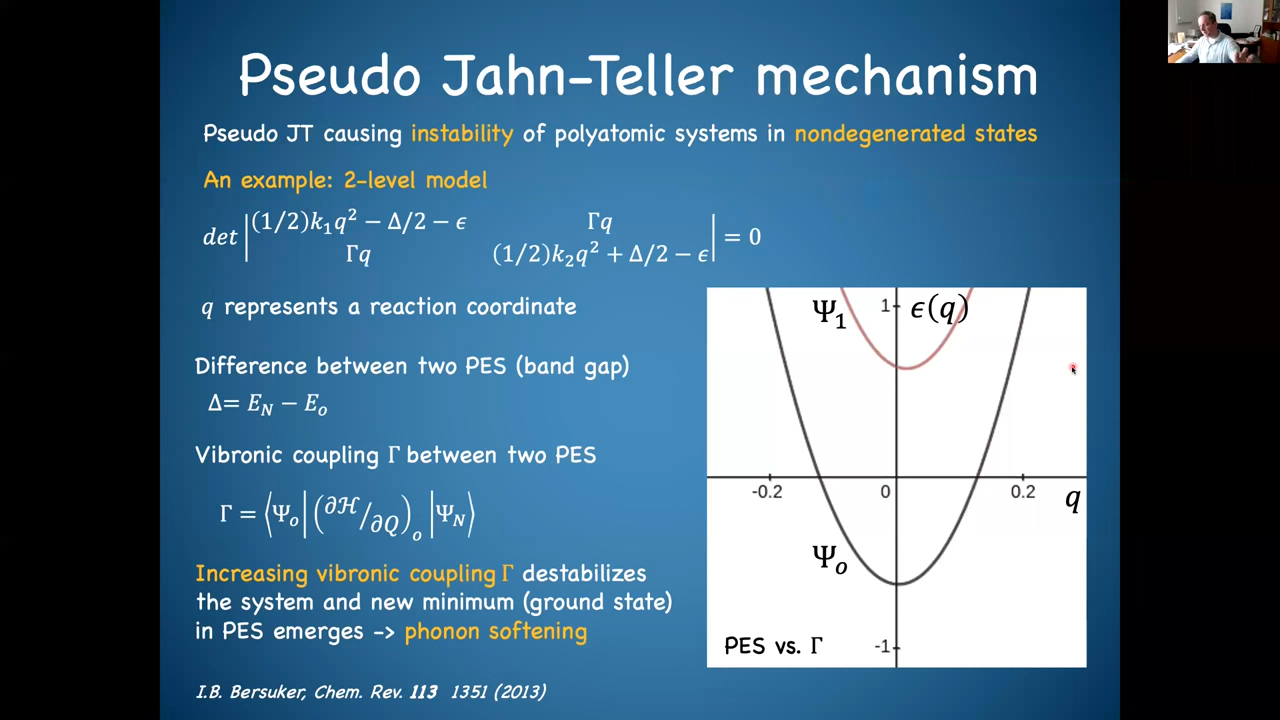 Pseudo Jahn-Teller mechanism
Pseudo JT causing instability of polyatomic systems in nondegenerated states
An example: 2-level model
det |(1/2)k₁q² − Δ/2 − ϵ    Γq|
|Γq    (1/2)k₂q² + Δ/2 − ϵ| = 0
q represents a reaction coordinate
Difference between two PES (band gap)
Δ= E_N − E_o
Vibronic coupling Γ between two PES
Γ = ⟨Ψ_o|(∂ℋ/∂Q)_o|Ψ_N⟩
Increasing vibronic coupling Γ destabilizes
the system and new minimum (ground state)
in PES emerges -> phonon softening
I.B. Bersuker, Chem. Rev. 113 1351 (2013)
Ψ₁ 1 ϵ(q)
-0.2 0 0.2 q
Ψ_o
PES vs. Γ -1